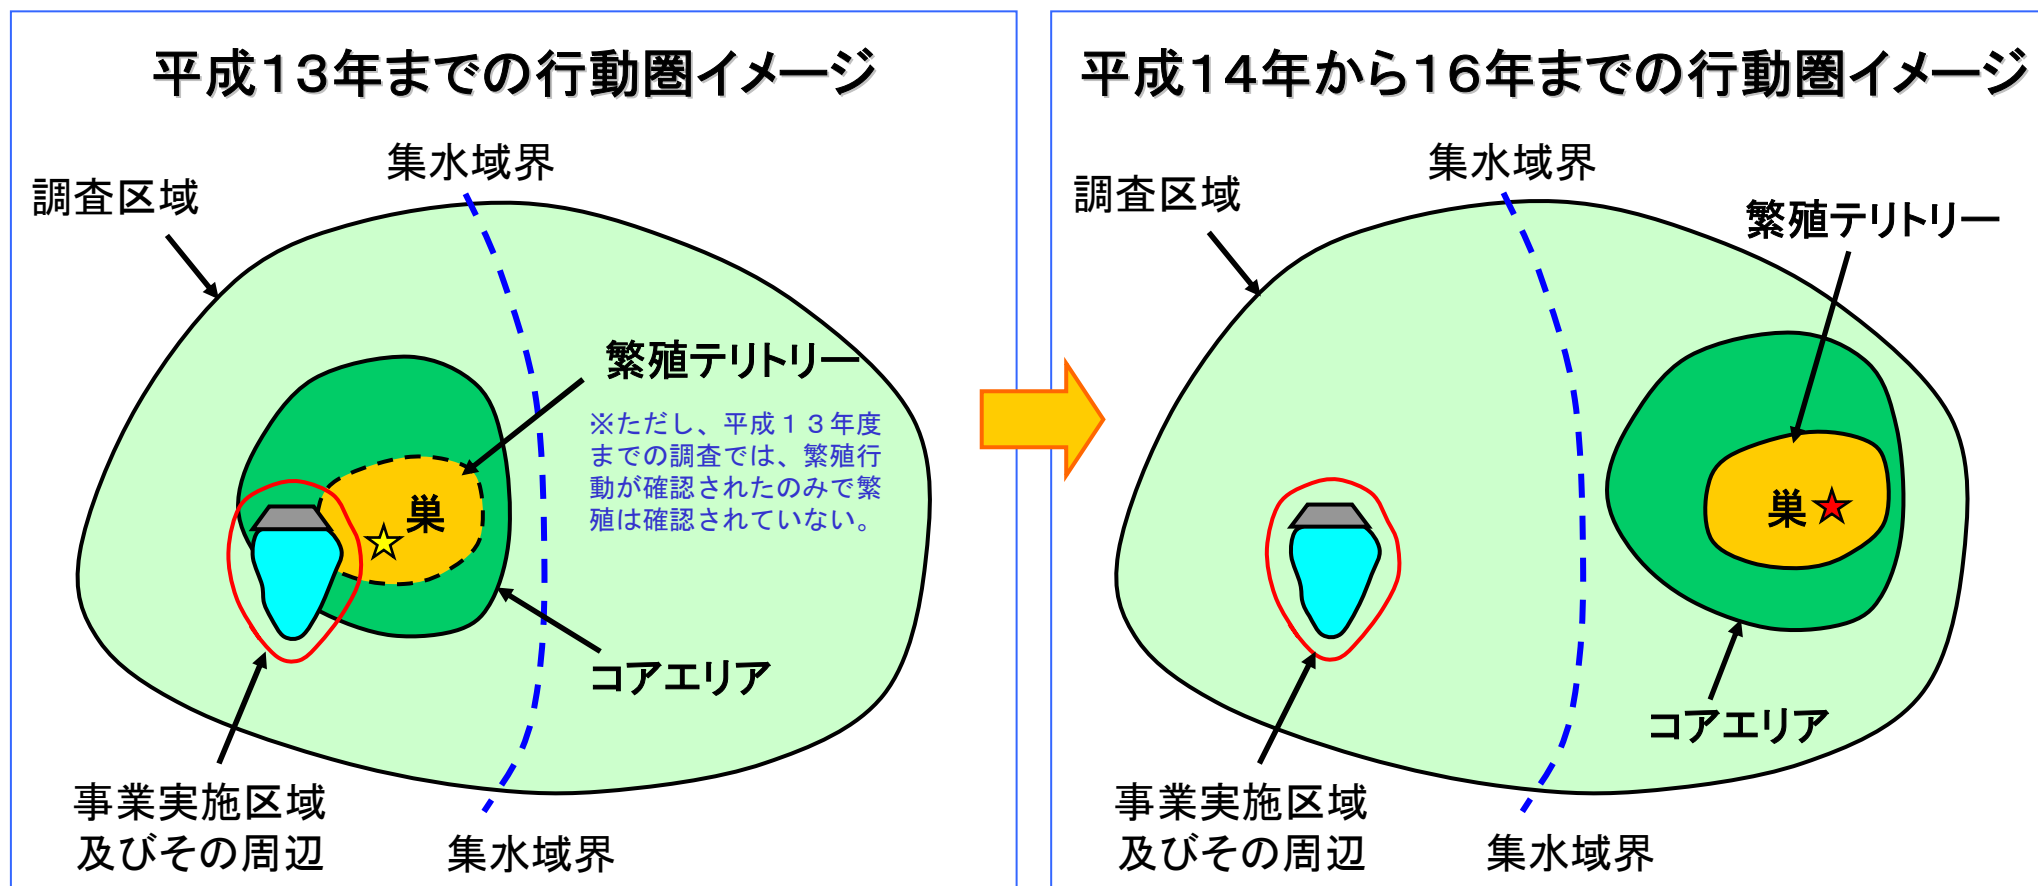 平成13年までの行動圏イメージ
集水域界
調査区域
繁殖テリトリー
※ただし、平成13年度
までの調査では、繁殖行
動が確認されたのみで繁
殖は確認されていない。
巣
コアエリア
事業実施区域
及びその周辺
集水域界
平成14年から16年までの行動圏イメージ
集水域界
調査区域
繁殖テリトリー
巣
コアエリア
事業実施区域
及びその周辺
集水域界